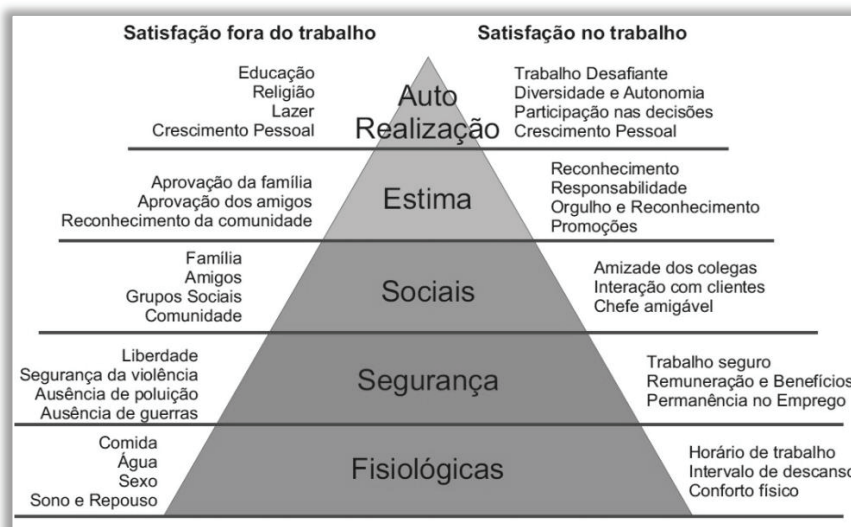 Satisfação fora do trabalho
Satisfação no trabalho
Educação
Religião
Lazer
Crescimento Pessoal
Auto
Realização
Trabalho Desafiante
Diversidade e Autonomia
Participação nas decisões
Crescimento Pessoal
Aprovação da família
Aprovação dos amigos
Reconhecimento da comunidade
Estima
Reconhecimento
Responsabilidade
Orgulho e Reconhecimento
Promoções
Família
Amigos
Grupos Sociais
Comunidade
Sociais
Amizade dos colegas
Interação com clientes
Chefe amigável
Liberdade
Segurança da violência
Ausência de poluição
Ausência de guerras
Segurança
Trabalho seguro
Remuneração e Benefícios
Permanência no Emprego
Comida
Água
Sexo
Sono e Repouso
Fisiológicas
Horário de trabalho
Intervalo de descanso
Conforto físico